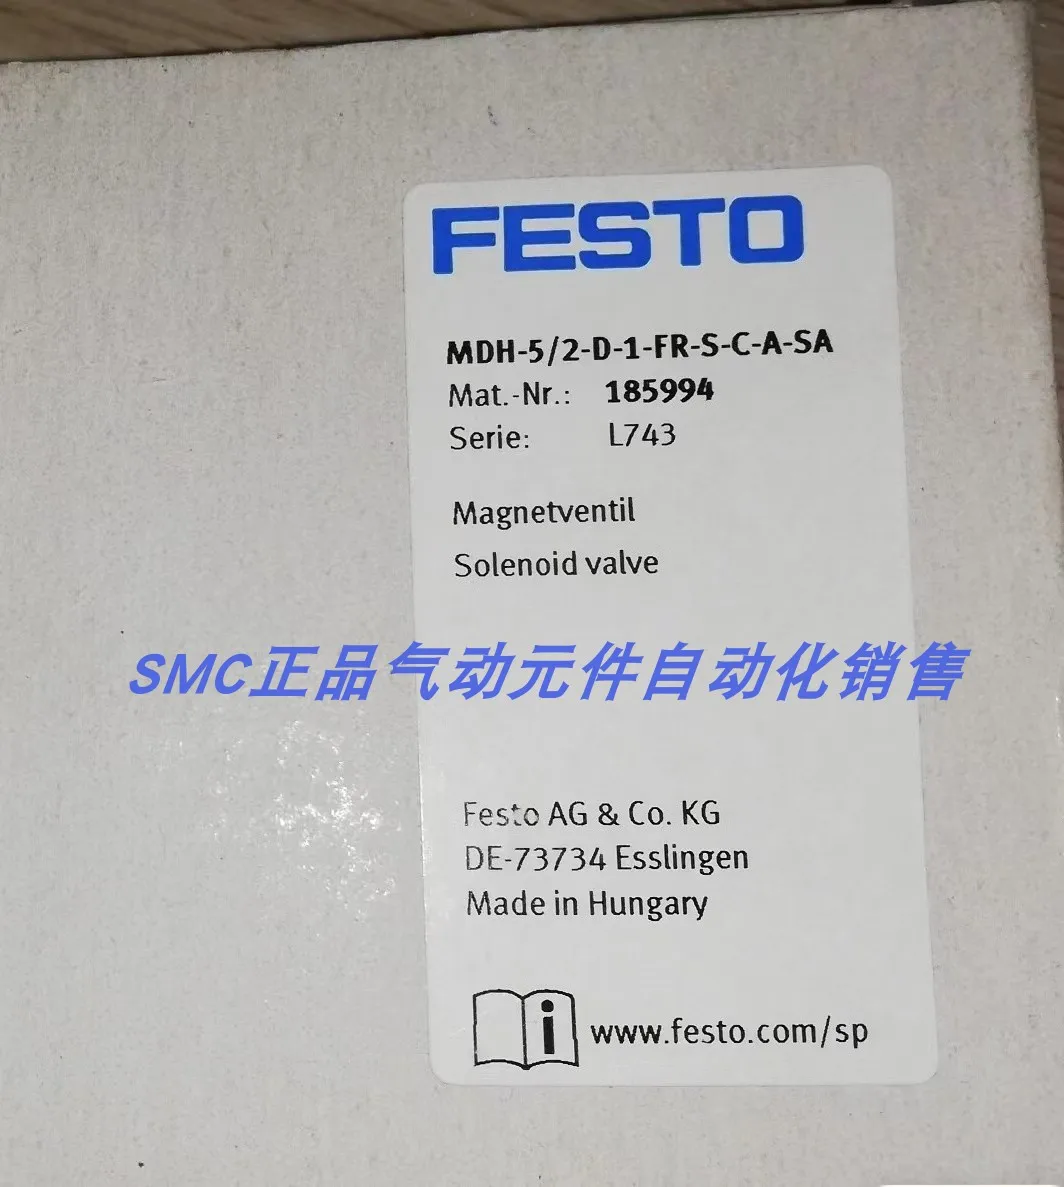 FESTO
MDH-5/2-D-1-FR-S-C-A-SA
Mat.-Nr.: 185994
Serie: L743
Magnetventil
Solenoid valve
SMC正品气动元件自动化销售
Festo AG & Co. KG
DE-73734 Esslingen
Made in Hungary
i www.festo.com/sp